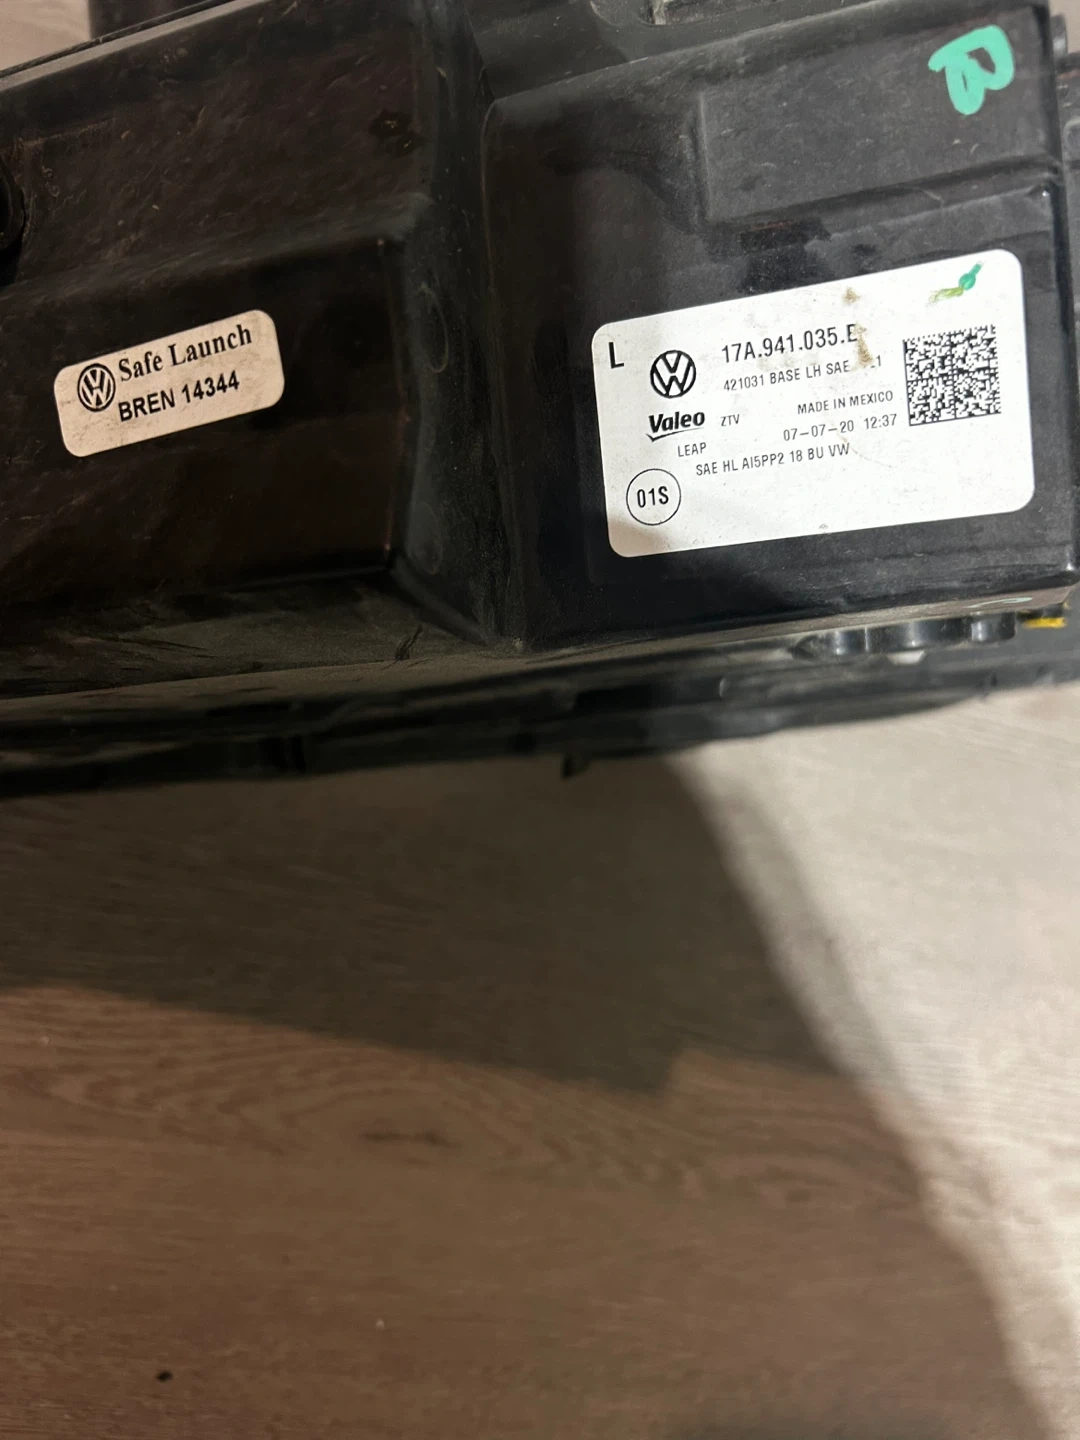 B
Safe Launch
BREN 14344
L
17A.941.035.E
421031 BASE LH SAE
Valeo ZTV
MADE IN MEXICO
LEAP
07-07-20 12:37
SAE HL AI5PP2 18 BU VW
01S